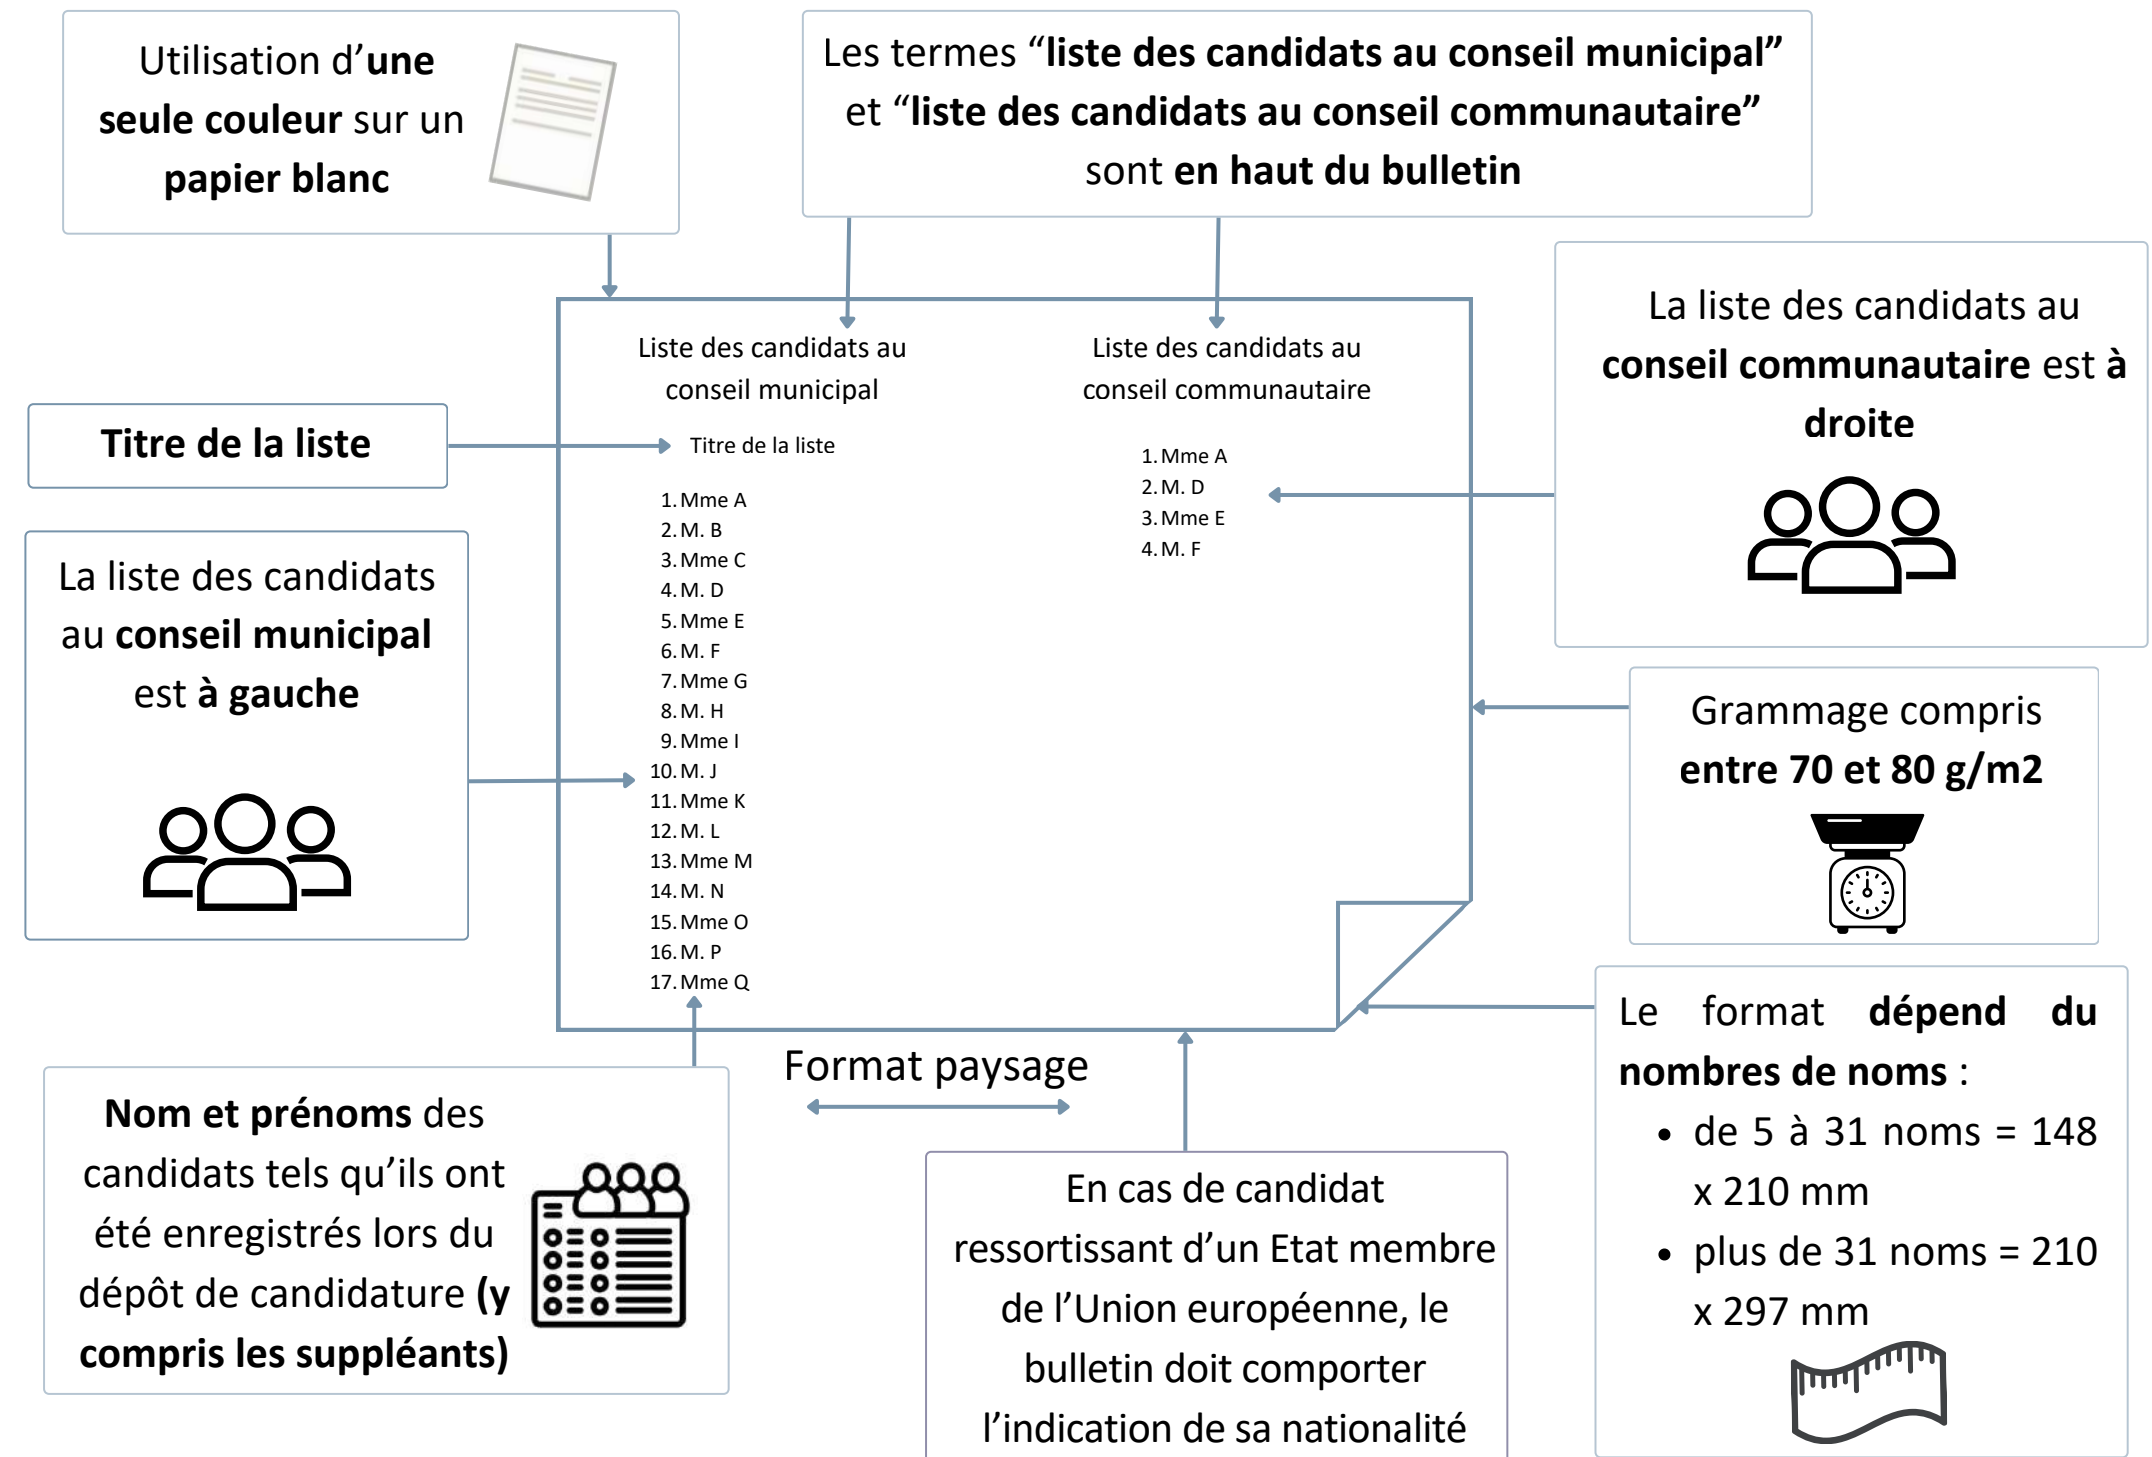 Utilisation d’une
seule couleur sur un
papier blanc
Les termes “liste des candidats au conseil municipal”
et “liste des candidats au conseil communautaire”
sont en haut du bulletin
La liste des candidats au
conseil communautaire est à
droite
Titre de la liste
La liste des candidats
au conseil municipal
est à gauche
Liste des candidats au
conseil municipal
Titre de la liste
1. Mme A
2. M. B
3. Mme C
4. M. D
5. Mme E
6. M. F
7. Mme G
8. M. H
9. Mme I
10. M. J
11. Mme K
12. M. L
13. Mme M
14. M. N
15. Mme O
16. M. P
17. Mme Q
Liste des candidats au
conseil communautaire
1. Mme A
2. M. D
3. Mme E
4. M. F
Grammage compris
entre 70 et 80 g/m2
Format paysage
Nom et prénoms des
candidats tels qu’ils ont
été enregistrés lors du
dépôt de candidature (y
compris les suppléants)
En cas de candidat
ressortissant d’un Etat membre
de l’Union européenne, le
bulletin doit comporter
l’indication de sa nationalité
Le format dépend du
nombres de noms :
• de 5 à 31 noms = 148
x 210 mm
• plus de 31 noms = 210
x 297 mm